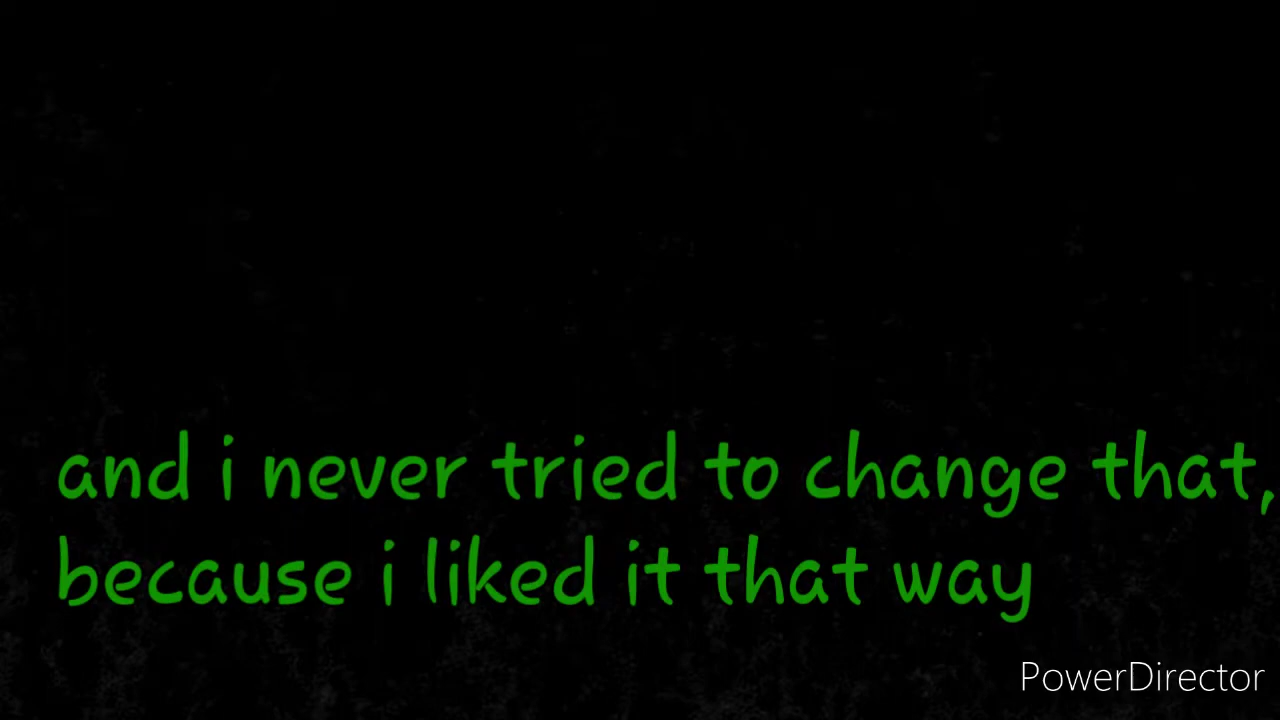 and i never tried to change that,
because i liked it that way
PowerDirector